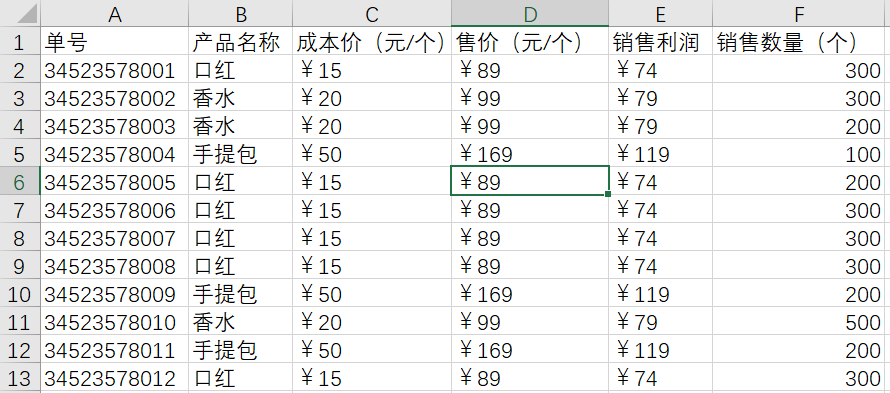 A B C D E F
1 单号 产品名称 成本价（元/个） 售价（元/个） 销售利润 销售数量（个）
2 34523578001 口红 ￥15 ￥89 ￥74 300
3 34523578002 香水 ￥20 ￥99 ￥79 300
4 34523578003 香水 ￥20 ￥99 ￥79 200
5 34523578004 手提包 ￥50 ￥169 ￥119 100
6 34523578005 口红 ￥15 ￥89 ￥74 200
7 34523578006 口红 ￥15 ￥89 ￥74 300
8 34523578007 口红 ￥15 ￥89 ￥74 300
9 34523578008 口红 ￥15 ￥89 ￥74 300
10 34523578009 手提包 ￥50 ￥169 ￥119 200
11 34523578010 香水 ￥20 ￥99 ￥79 500
12 34523578011 手提包 ￥50 ￥169 ￥119 200
13 34523578012 口红 ￥15 ￥89 ￥74 300